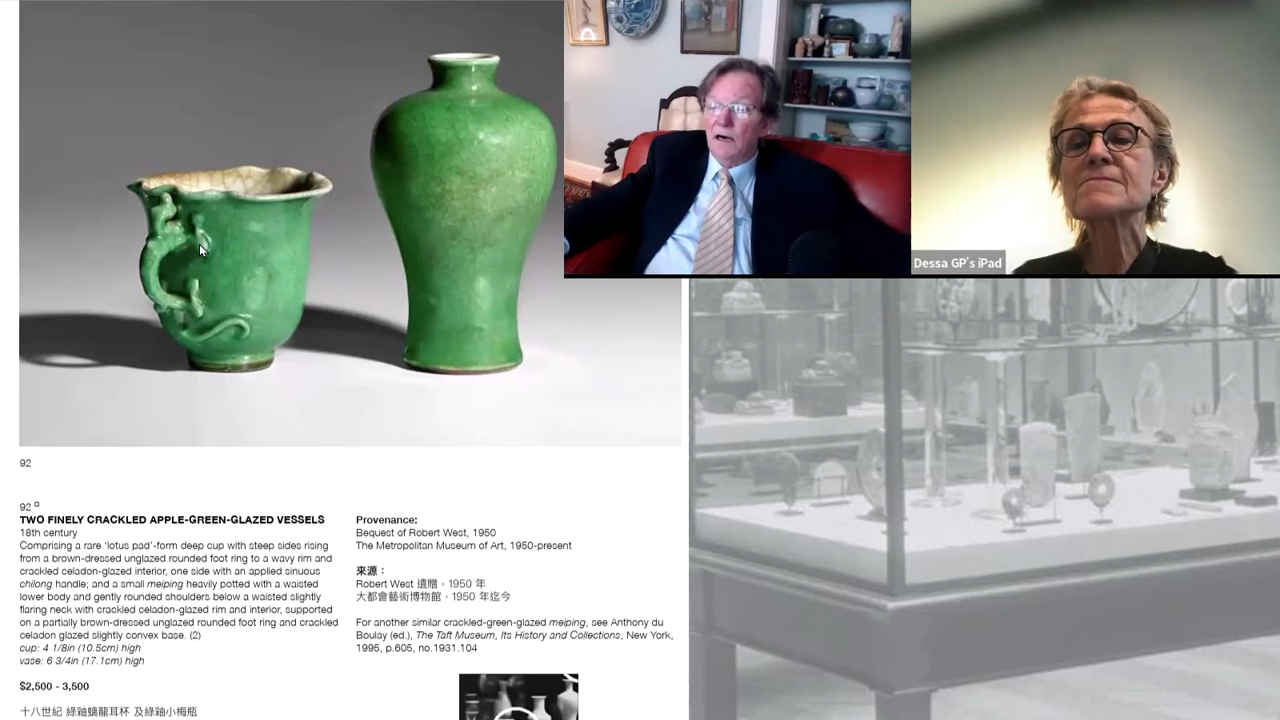 Dessa GP's iPad
92
92 □
TWO FINELY CRACKLED APPLE-GREEN-GLAZED VESSELS
18th century
Comprising a rare 'lotus pad'-form deep cup with steep sides rising
from a brown-dressed unglazed rounded foot ring to a wavy rim and
crackled celadon-glazed interior, one side with an applied sinuous
chilong handle; and a small meiping heavily potted with a waisted
lower body and gently rounded shoulders below a waisted slightly
flaring neck with crackled celadon-glazed rim and interior, supported
on a partially brown-dressed unglazed rounded foot ring and crackled
celadon glazed slightly convex base. (2)
cup: 4 1/8in (10.5cm) high
vase: 6 3/4in (17.1cm) high
$2,500 - 3,500
十八世紀 綠釉螭龍耳杯 及綠釉小梅瓶
Provenance:
Bequest of Robert West, 1950
The Metropolitan Museum of Art, 1950-present
來源：
Robert West 遺贈，1950 年
大都會藝術博物館，1950 年迄今
For another similar crackled-green-glazed meiping, see Anthony du
Boulay (ed.), The Taft Museum, Its History and Collections, New York,
1995, p.605, no.1931.104